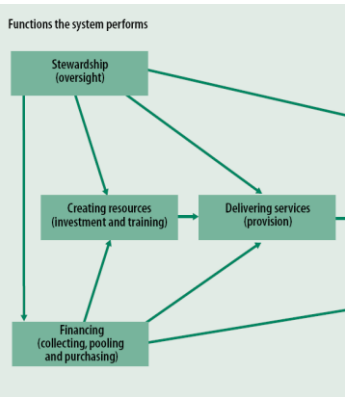 Functions the system performs
Stewardship
(oversight)
Creating resources
(investment and training)
Delivering services
(provision)
Financing
(collecting, pooling
and purchasing)